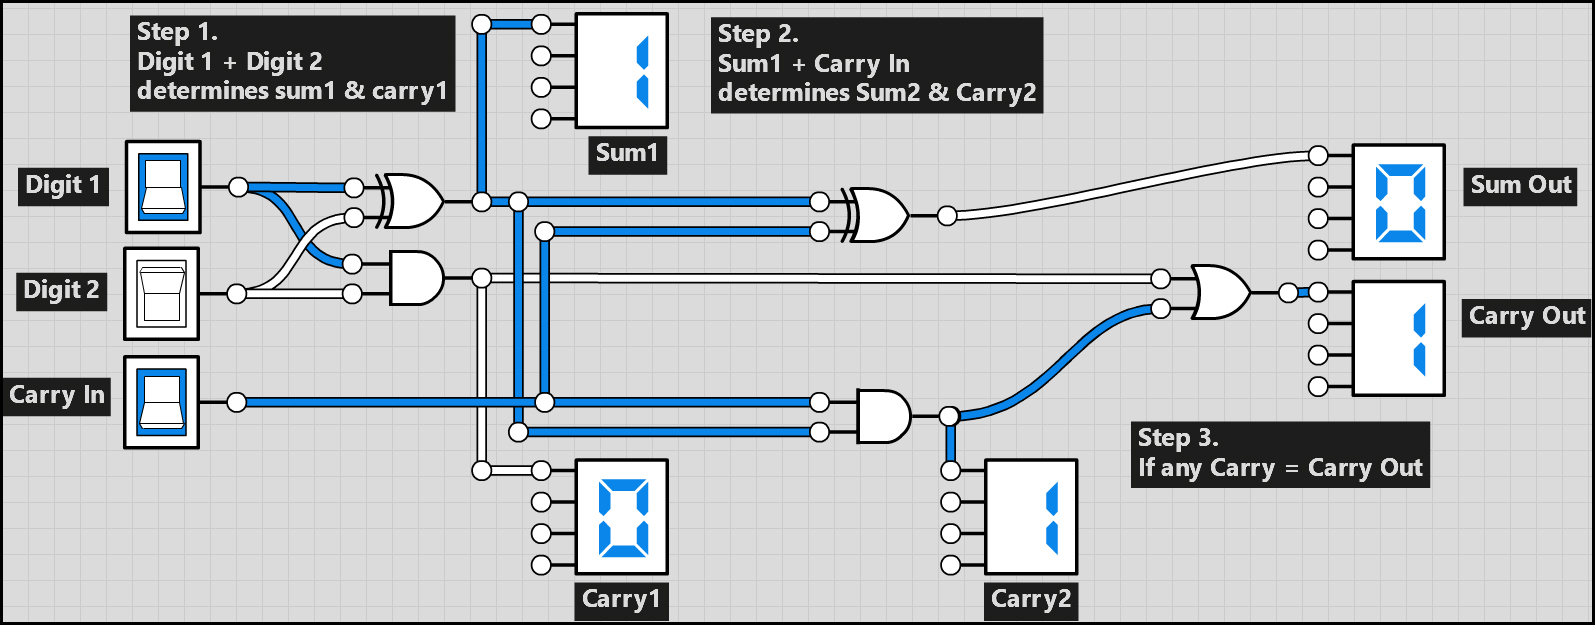 Step 1.
Digit 1 + Digit 2
determines sum1 & carry1
1
Sum1
Step 2.
Sum1 + Carry In
determines Sum2 & Carry2
Digit 1
Digit 2
Carry In
0
Sum Out
1
Carry Out
Step 3.
If any Carry = Carry Out
0
Carry1
1
Carry2